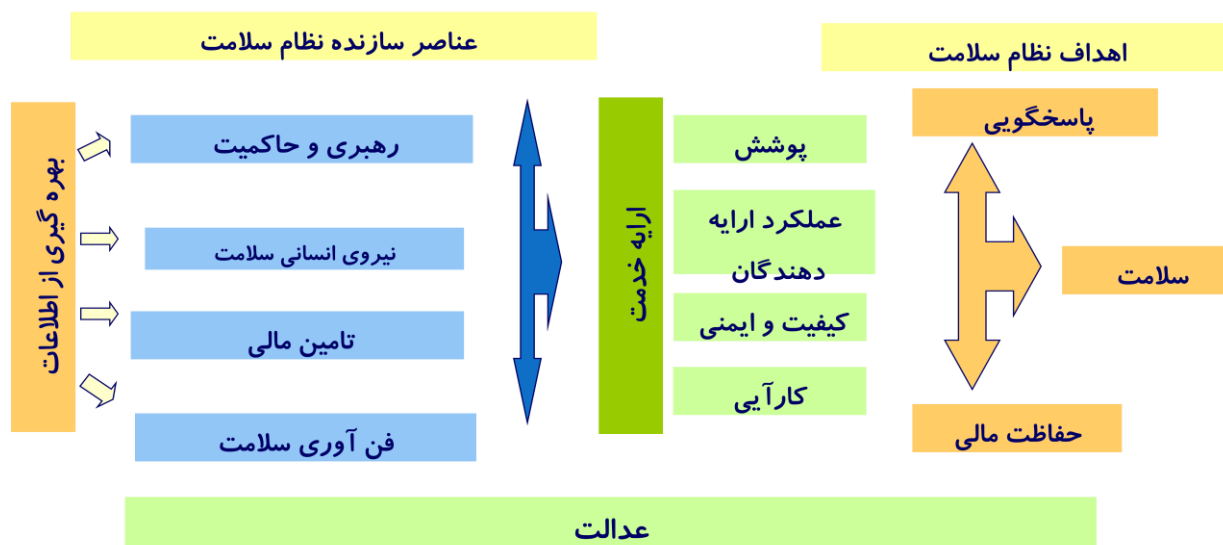 عناصر سازنده نظام سلامت
اهداف نظام سلامت
بهره گیری از اطلاعات
رهبری و حاکمیت
نیروی انسانی سلامت
تامین مالی
فن آوری سلامت
ارایه خدمت
پوشش
عملکرد ارایه
دهندگان
کیفیت و ایمنی
کارآیی
پاسخگویی
سلامت
حفاظت مالی
عدالت